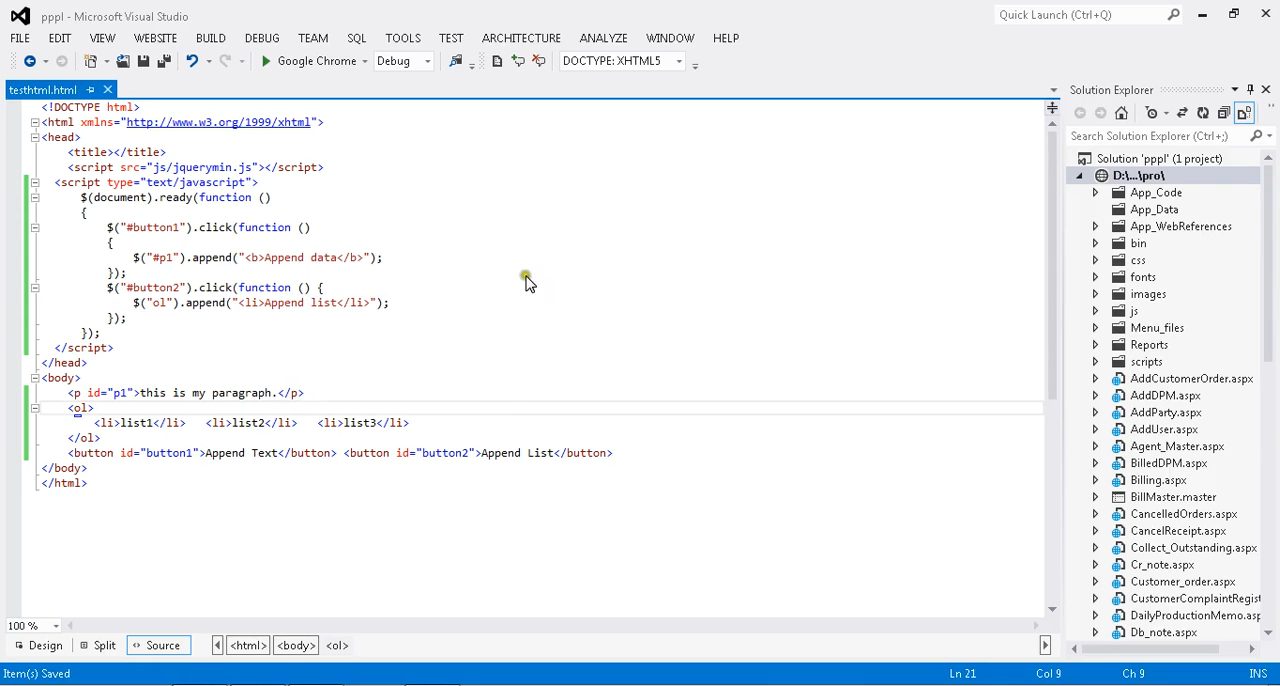 pppl - Microsoft Visual Studio
Quick Launch (Ctrl+Q)
FILE EDIT VIEW WEBSITE BUILD DEBUG TEAM SQL TOOLS TEST ARCHITECTURE ANALYZE WINDOW HELP
Google Chrome Debug DOCTYPE: XHTML5
testhtml.html
<!DOCTYPE html>
<html xmlns="http://www.w3.org/1999/xhtml">
<head>
<title></title>
<script src="js/jquerymin.js"></script>
<script type="text/javascript">
$(document).ready(function ()
{
$("#button1").click(function ()
{
$("#p1").append("<b>Append data</b>");
});
$("#button2").click(function () {
$("ol").append("<li>Append list</li>");
});
});
</script>
</head>
<body>
<p id="p1">this is my paragraph.</p>
<ol>
<li>list1</li> <li>list2</li> <li>list3</li>
</ol>
<button id="button1">Append Text</button> <button id="button2">Append List</button>
</body>
</html>
100 %
Design Split Source <html> <body> <ol>
Item(s) Saved Ln 21 Col 9 Ch 9 INS
Solution Explorer
Search Solution Explorer (Ctrl+;)
Solution 'pppl' (1 project)
D:\...\pro\
App_Code
App_Data
App_WebReferences
bin
css
fonts
images
js
Menu_files
Reports
scripts
AddCustomerOrder.aspx
AddDPM.aspx
AddParty.aspx
AddUser.aspx
Agent_Master.aspx
BilledDPM.aspx
Billing.aspx
BillMaster.master
CancelledOrders.aspx
CancelReceipt.aspx
Collect_Outstanding.aspx
Cr_note.aspx
Customer_order.aspx
CustomerComplaintRegist
DailyProductionMemo.asp
Db_note.aspx